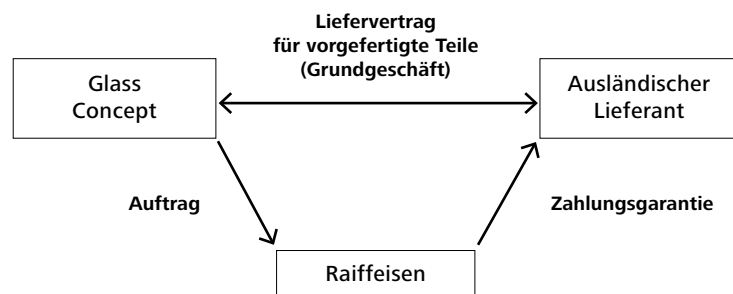 Liefervertrag
für vorgefertigte Teile
(Grundgeschäft)
Glass
Concept
Ausländischer
Lieferant
Auftrag
Zahlungsgarantie
Raiffeisen